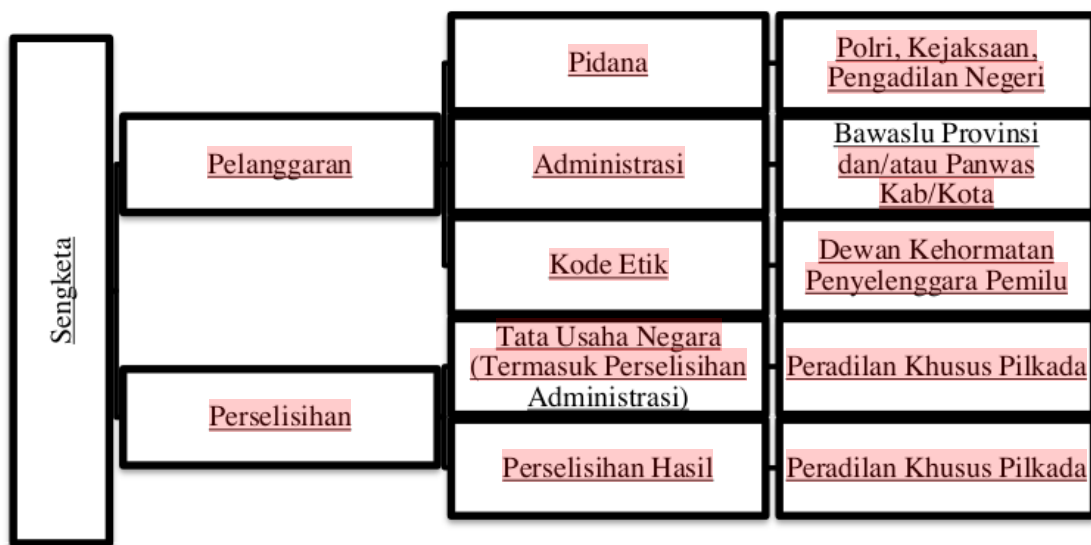 Sengketa
Pelanggaran
Pidana
Polri, Kejaksaan,
Pengadilan Negeri
Administrasi
Bawaslu Provinsi
dan/atau Panwas
Kab/Kota
Kode Etik
Dewan Kehormatan
Penyelenggara Pemilu
Perselisihan
Tata Usaha Negara
(Termasuk Perselisihan
Administrasi)
Peradilan Khusus Pilkada
Perselisihan Hasil
Peradilan Khusus Pilkada